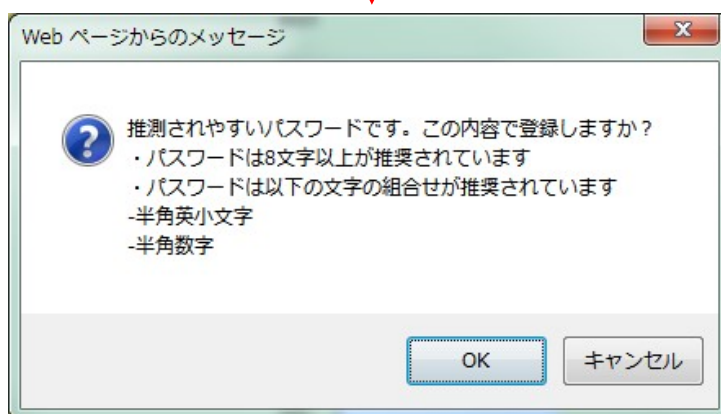 Web ページからのメッセージ
推測されやすいパスワードです。この内容で登録しますか？
・パスワードは8文字以上が推奨されています
・パスワードは以下の文字の組合せが推奨されています
-半角英小文字
-半角数字
OK
キャンセル